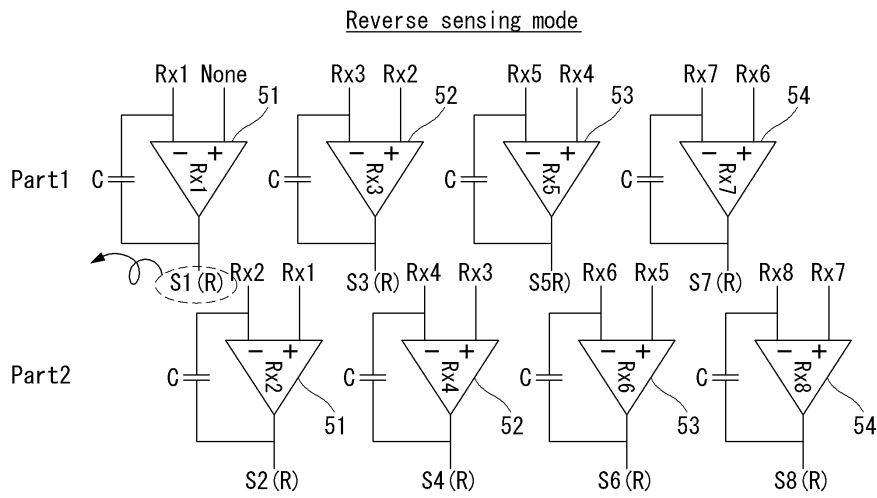 Reverse sensing mode
Rx1 None Rx3 Rx2 Rx5 Rx4 Rx7 Rx6
51 52 53 54
− + − + − + − +
Rx1 Rx3 Rx5 Rx7
Part1 C C C C
S1(R) S3(R) S5R) S7(R)
Rx2 Rx1 Rx4 Rx3 Rx6 Rx5 Rx8 Rx7
− + − + − + − +
Rx2 Rx4 Rx6 Rx8
Part2 C C C C
51 52 53 54
S2(R) S4(R) S6(R) S8(R)